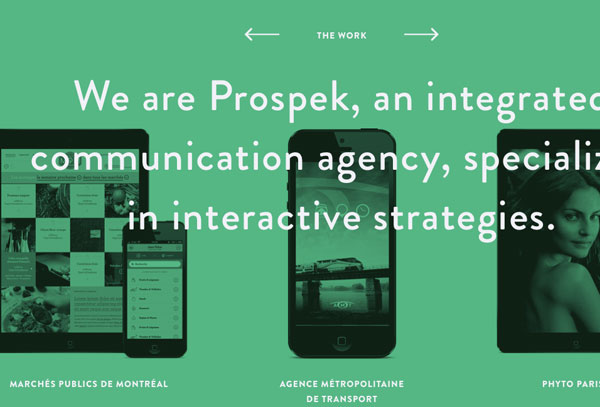 THE WORK
We are Prospek, an integrated
communication agency, specializ
in interactive strategies.
MARCHÉS PUBLICS DE MONTRÉAL
AGENCE MÉTROPOLITAINE
DE TRANSPORT
PHYTO PARIS